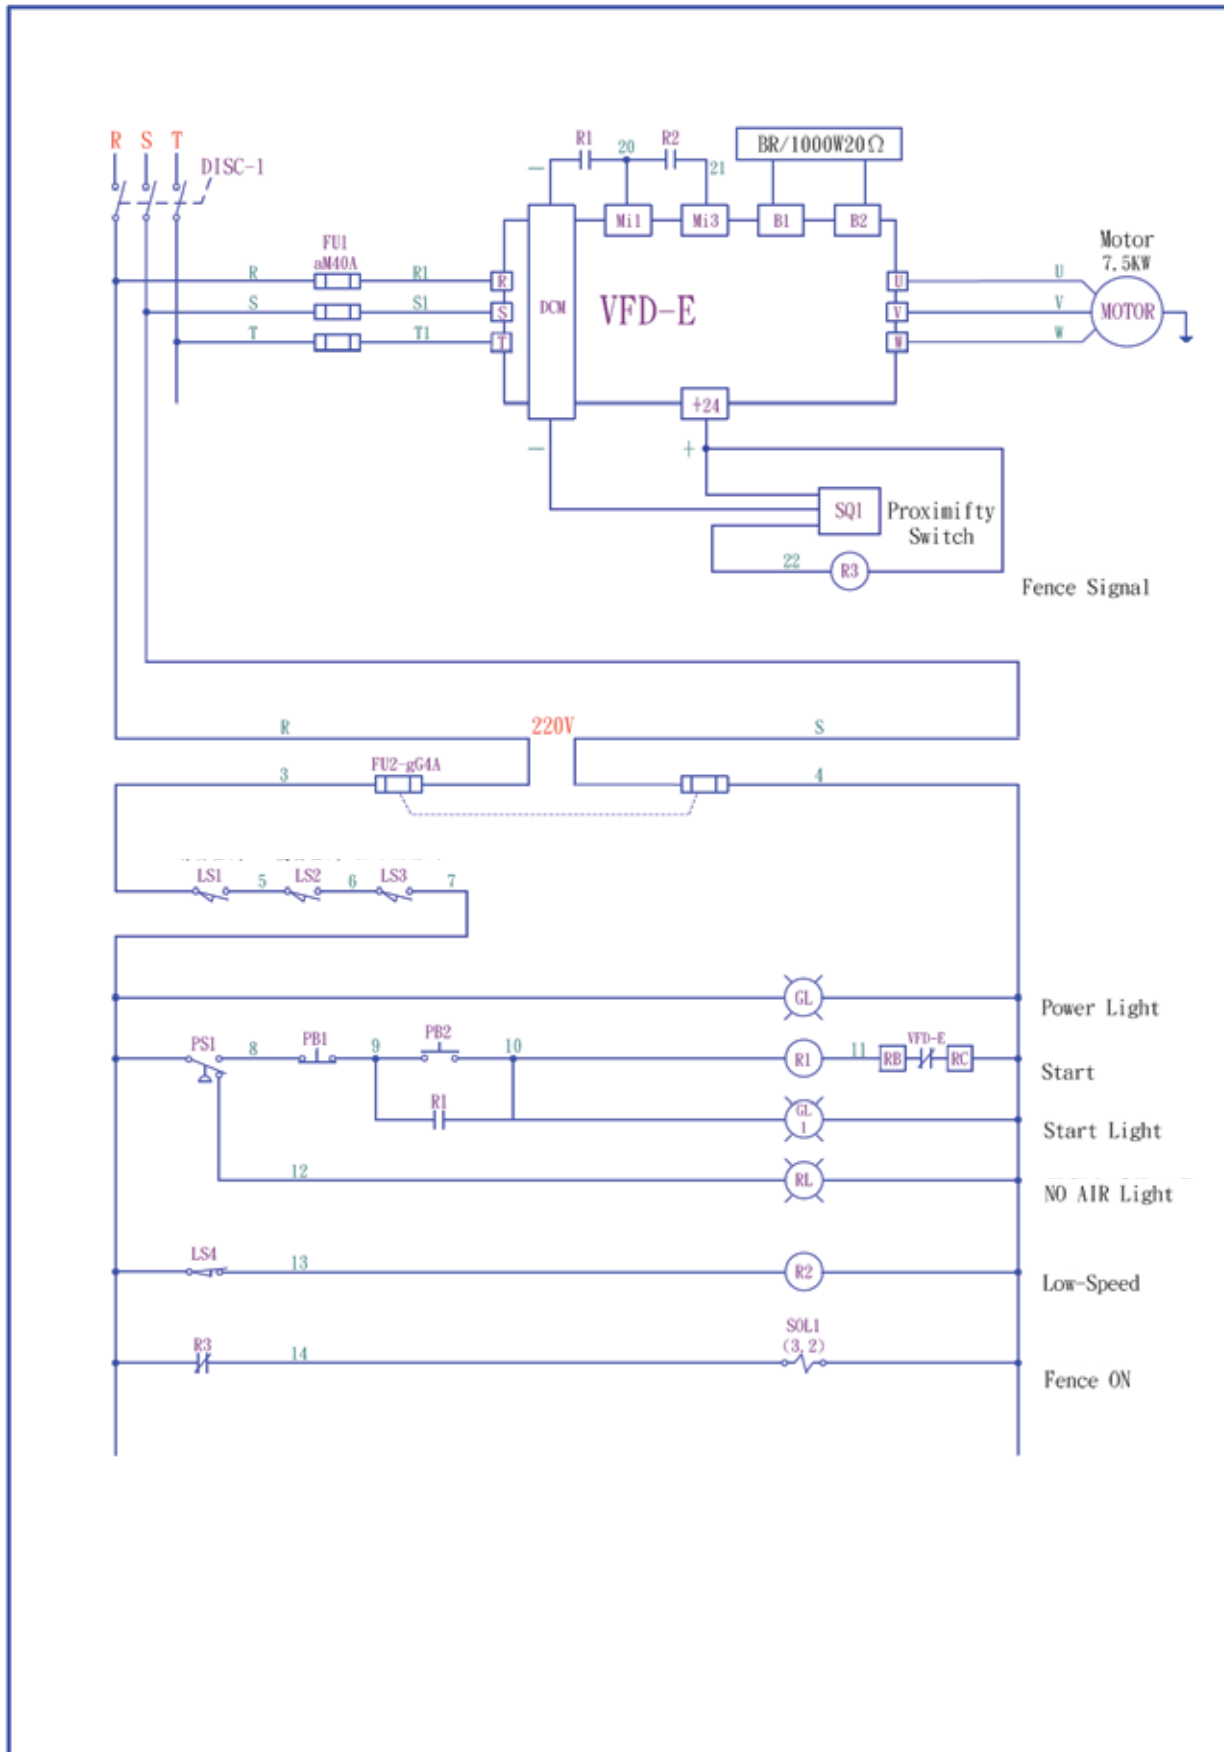 R S T
DISC-1
R1 20 R2 21
BR/1000W20Ω
—
Mi1 Mi3 B1 B2
FU1
aM40A
R R1 R
S S1 S
T T1 T
DCM
VFD-E
U U
V V
W W
Motor
7.5KW
MOTOR
+24
— +
SQ1
Proximifty
Switch
22 R3
Fence Signal
R 220V S
3 FU2-gG4A 4
LS1 5 LS2 6 LS3 7
GL Power Light
PS1 8 PB1 9 PB2 10 R1 11 RB VFD-E RC Start
R1 GL
1 Start Light
12 RL NO AIR Light
LS4 13 R2 Low-Speed
R3 14 SOL1
(3,2) Fence ON